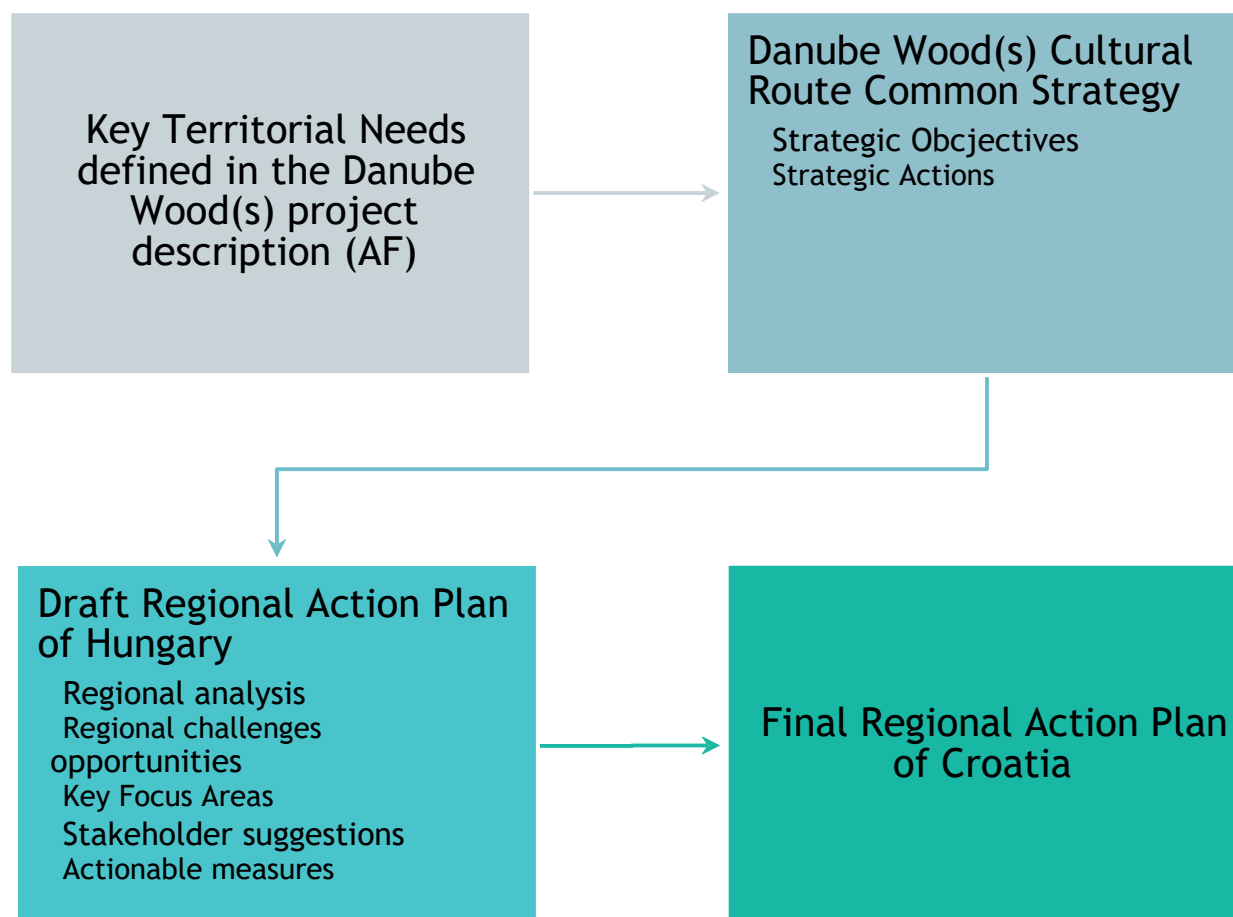 Key Territorial Needs
defined in the Danube
Wood(s) project
description (AF)
Danube Wood(s) Cultural
Route Common Strategy
Strategic Obcjectives
Strategic Actions
Draft Regional Action Plan
of Hungary
Regional analysis
Regional challenges
opportunities
Key Focus Areas
Stakeholder suggestions
Actionable measures
Final Regional Action Plan
of Croatia